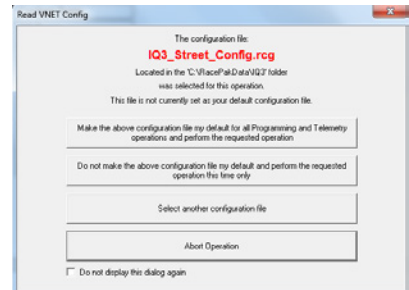 Read VNET Config
The configuration file:
IQ3_Street_Config.rcg
Located in the 'C:\RacePakData\IQ3' folder
was selected for this operation.
This file is not currently set as your default configuration file.
Make the above configuration file my default for all Programming and Telemetry
operations and perform the requested operation
Do not make the above configuration file my default and perform the requested
operation this time only
Select another configuration file
Abort Operation
Do not display this dialog again